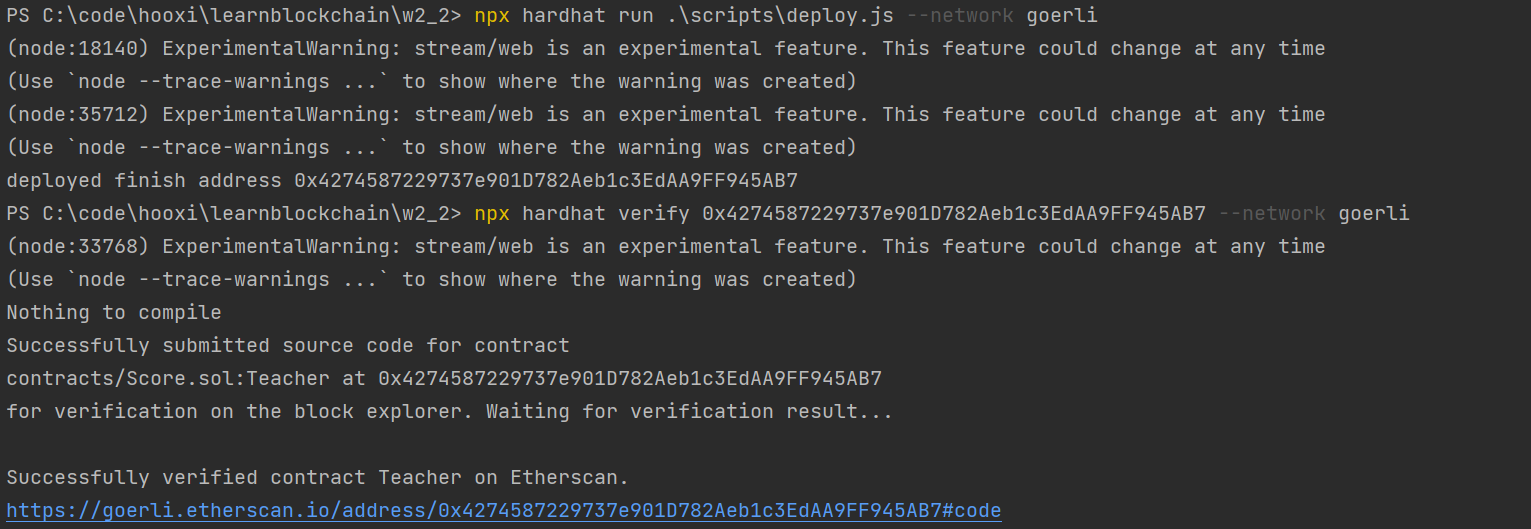 PS C:\code\hooxi\learnblockchain\w2_2> npx hardhat run .\scripts\deploy.js --network goerli
(node:18140) ExperimentalWarning: stream/web is an experimental feature. This feature could change at any time
(Use `node --trace-warnings ...` to show where the warning was created)
(node:35712) ExperimentalWarning: stream/web is an experimental feature. This feature could change at any time
(Use `node --trace-warnings ...` to show where the warning was created)
deployed finish address 0x4274587229737e901D782Aeb1c3EdAA9FF945AB7
PS C:\code\hooxi\learnblockchain\w2_2> npx hardhat verify 0x4274587229737e901D782Aeb1c3EdAA9FF945AB7 --network goerli
(node:33768) ExperimentalWarning: stream/web is an experimental feature. This feature could change at any time
(Use `node --trace-warnings ...` to show where the warning was created)
Nothing to compile
Successfully submitted source code for contract
contracts/Score.sol:Teacher at 0x4274587229737e901D782Aeb1c3EdAA9FF945AB7
for verification on the block explorer. Waiting for verification result...

Successfully verified contract Teacher on Etherscan.
https://goerli.etherscan.io/address/0x4274587229737e901D782Aeb1c3EdAA9FF945AB7#code